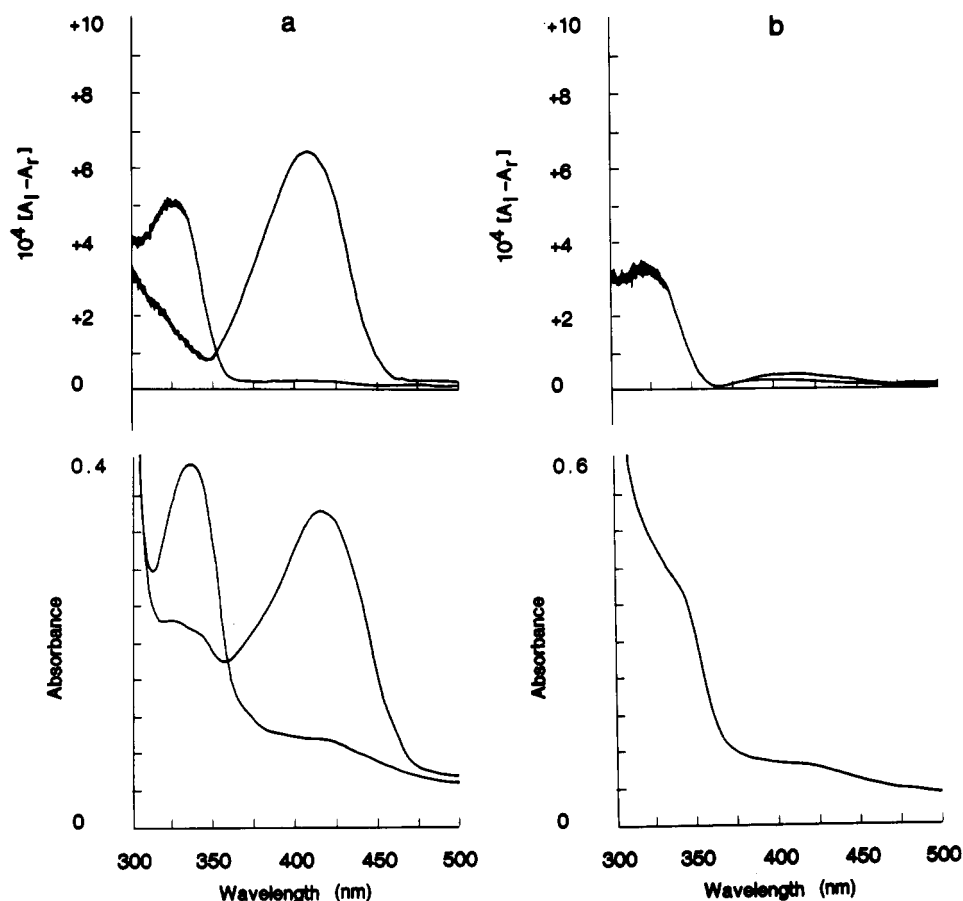 a
+10
+8
+6
+4
+2
0
10⁴ [A_l-A_r]
b
+10
+8
+6
+4
+2
0
10⁴ [A_l-A_r]
0.4
0
Absorbance
300 350 400 450 500
Wavelength (nm)
0.6
0
Absorbance
300 350 400 450 500
Wavelength (nm)